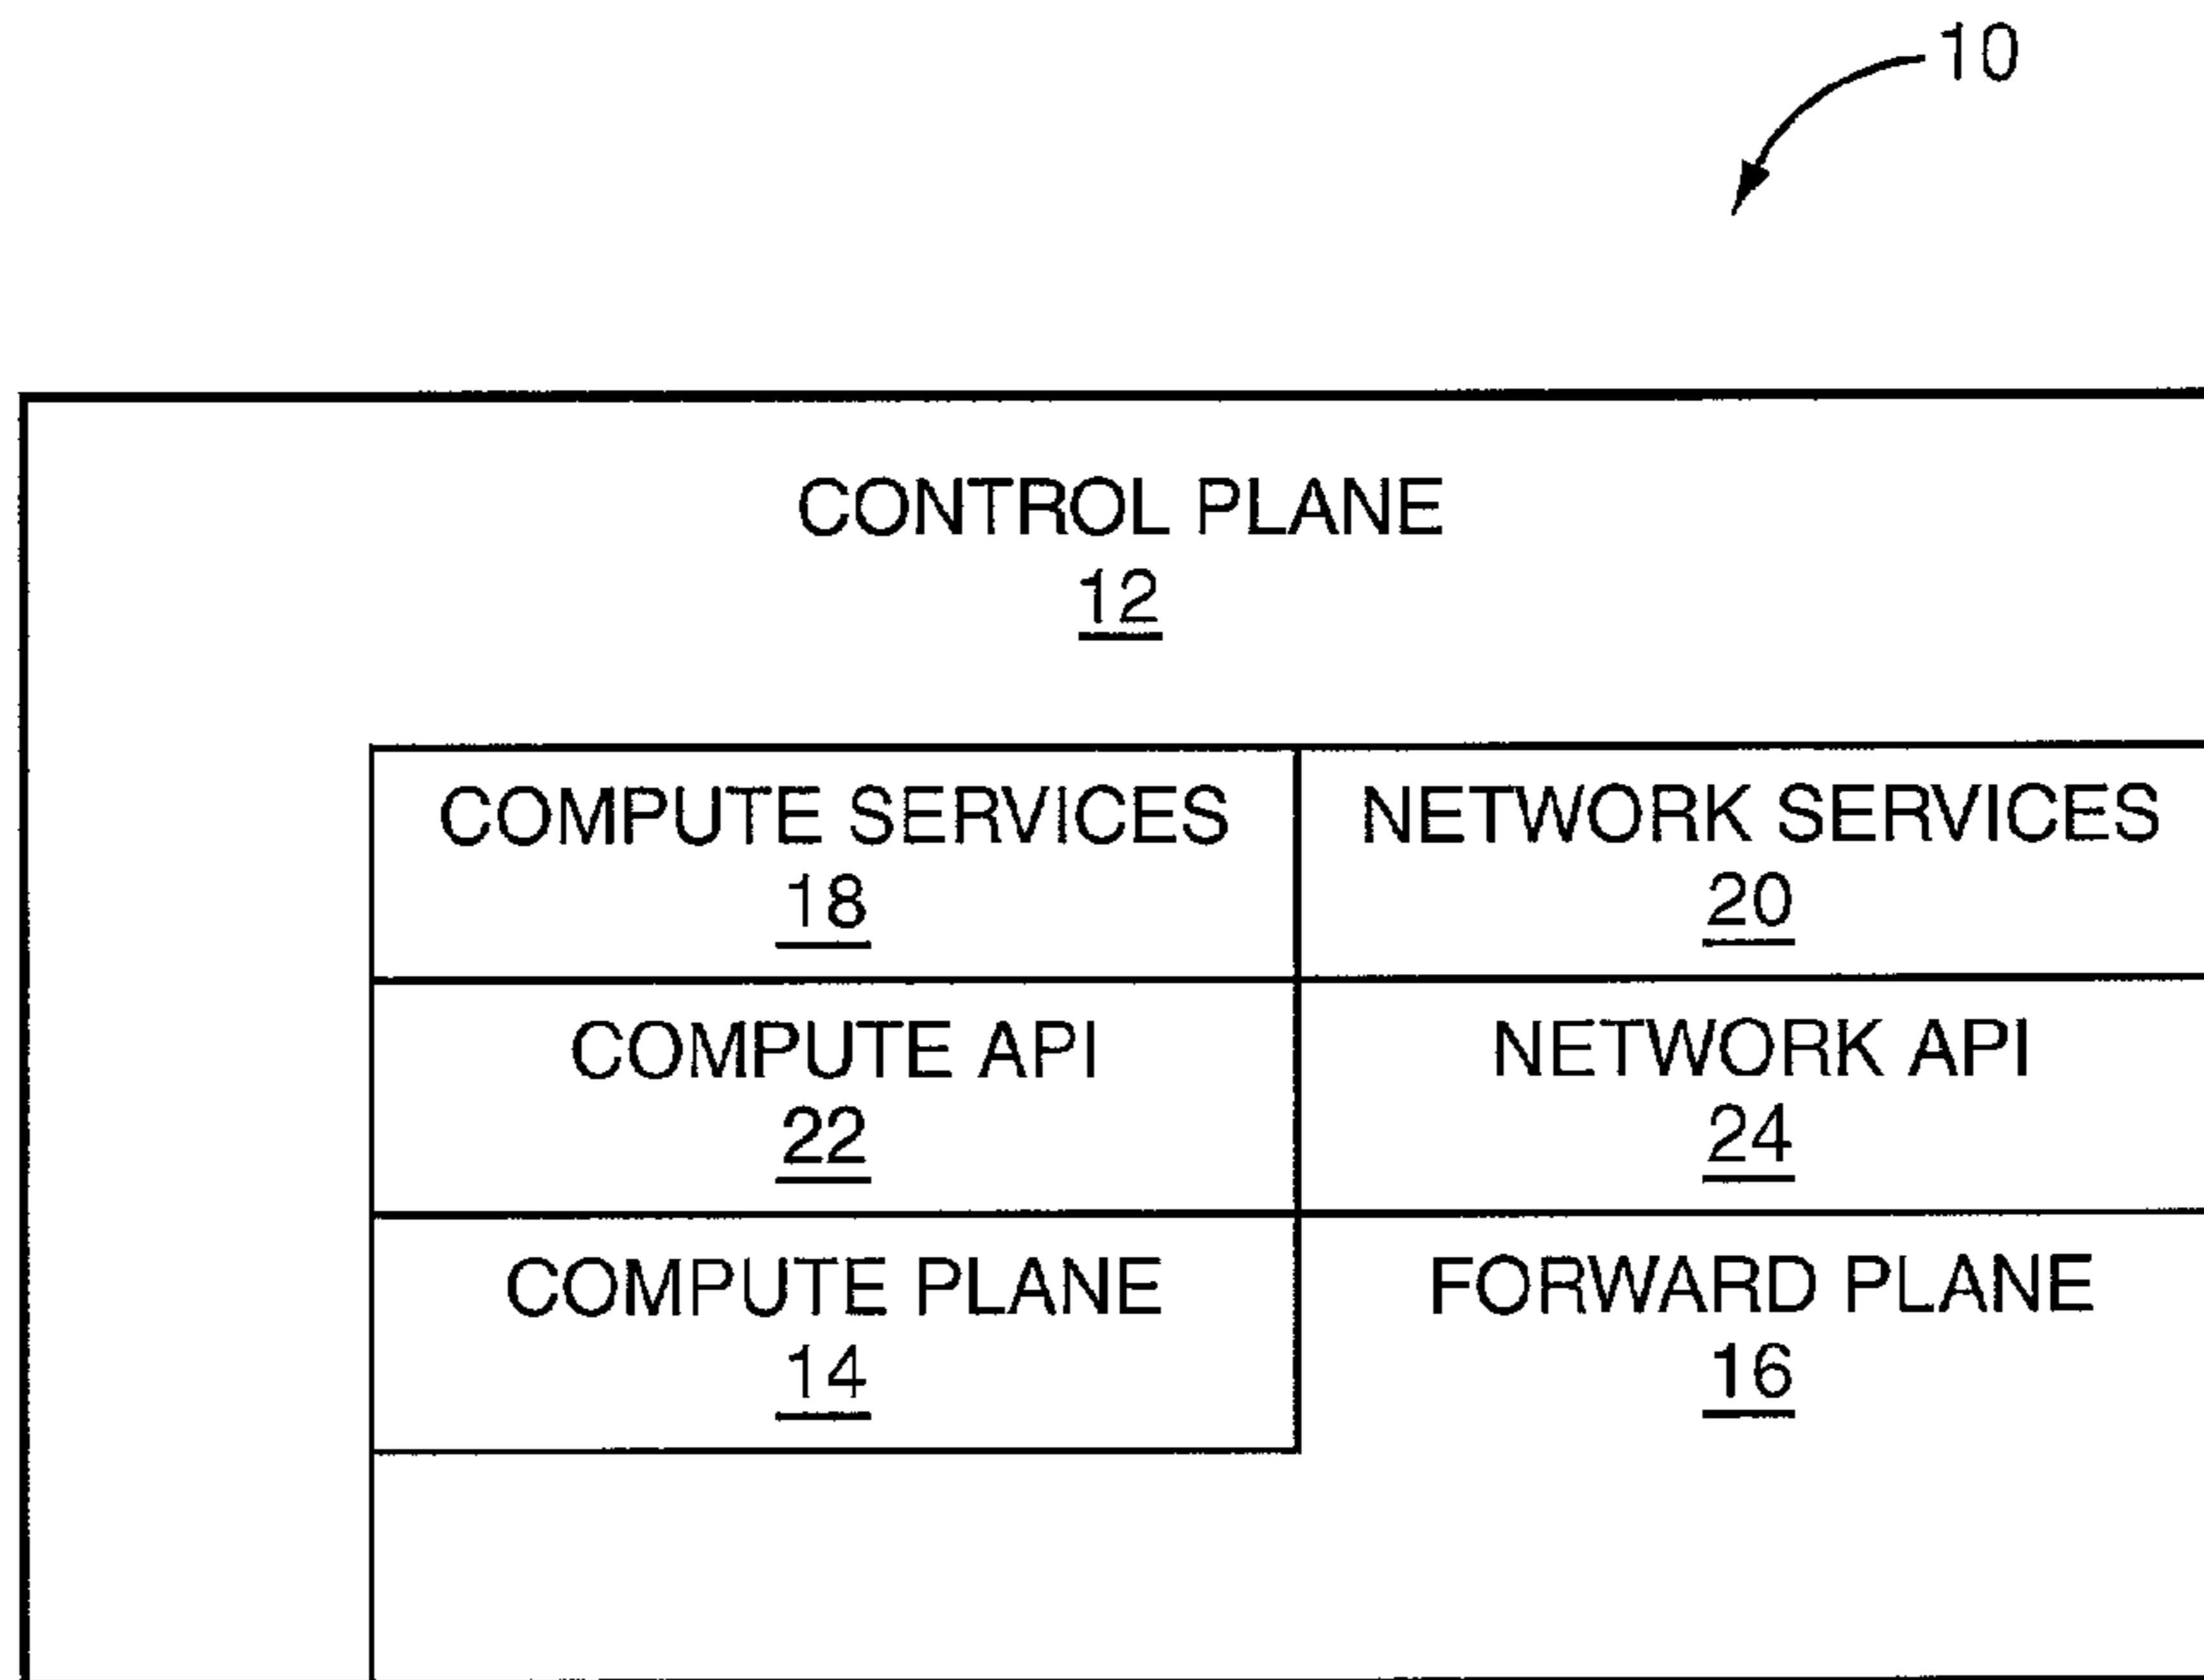 10
CONTROL PLANE
12
COMPUTE SERVICES
18
NETWORK SERVICES
20
COMPUTE API
22
NETWORK API
24
COMPUTE PLANE
14
FORWARD PLANE
16